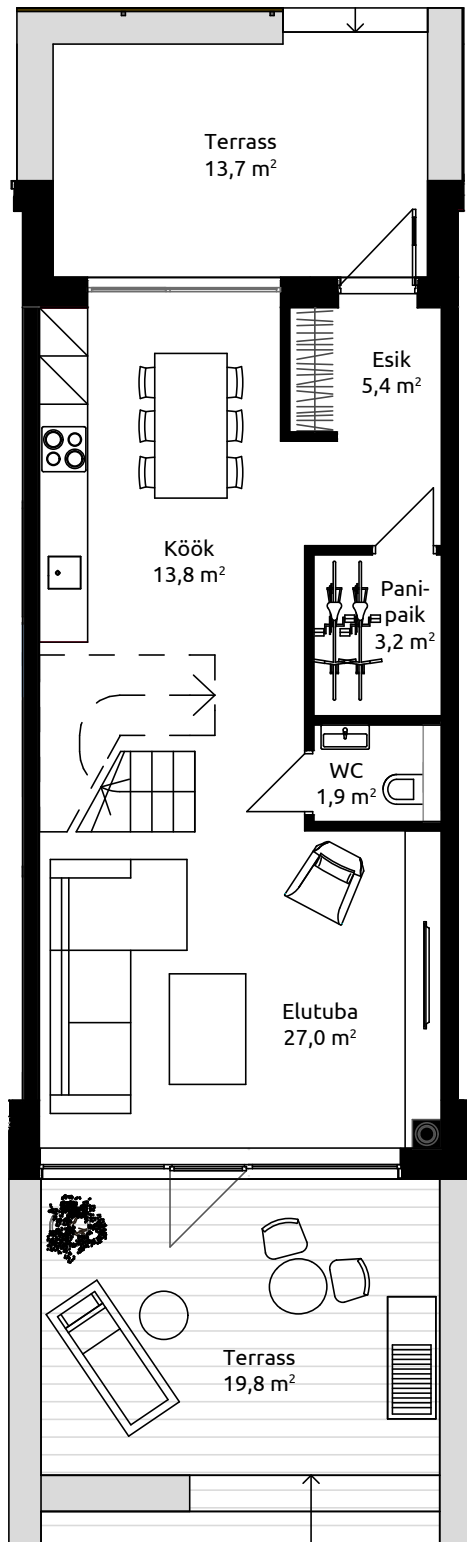 Terrass
13,7 m²
Esik
5,4 m²
Köök
13,8 m²
Pani-
paik
3,2 m²
WC
1,9 m²
Elutuba
27,0 m²
Terrass
19,8 m²